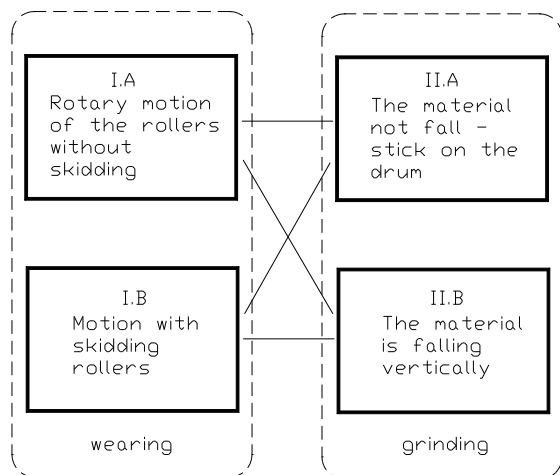 I.A
Rotary motion
of the rollers
without
skidding
II.A
The material
not fall -
stick on the
drum
I.B
Motion with
skidding
rollers
II.B
The material
is falling
vertically
wearing
grinding